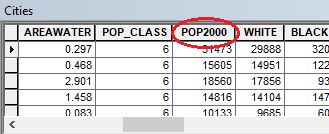 Cities
AREAWATER POP_CLASS POP2000 WHITE BLACK
0.297 6 31473 29888 320
0.468 6 15605 14951 122
2.901 6 18560 17856 93
1.458 6 14816 14104 147
0.083 6 10133 9685 60